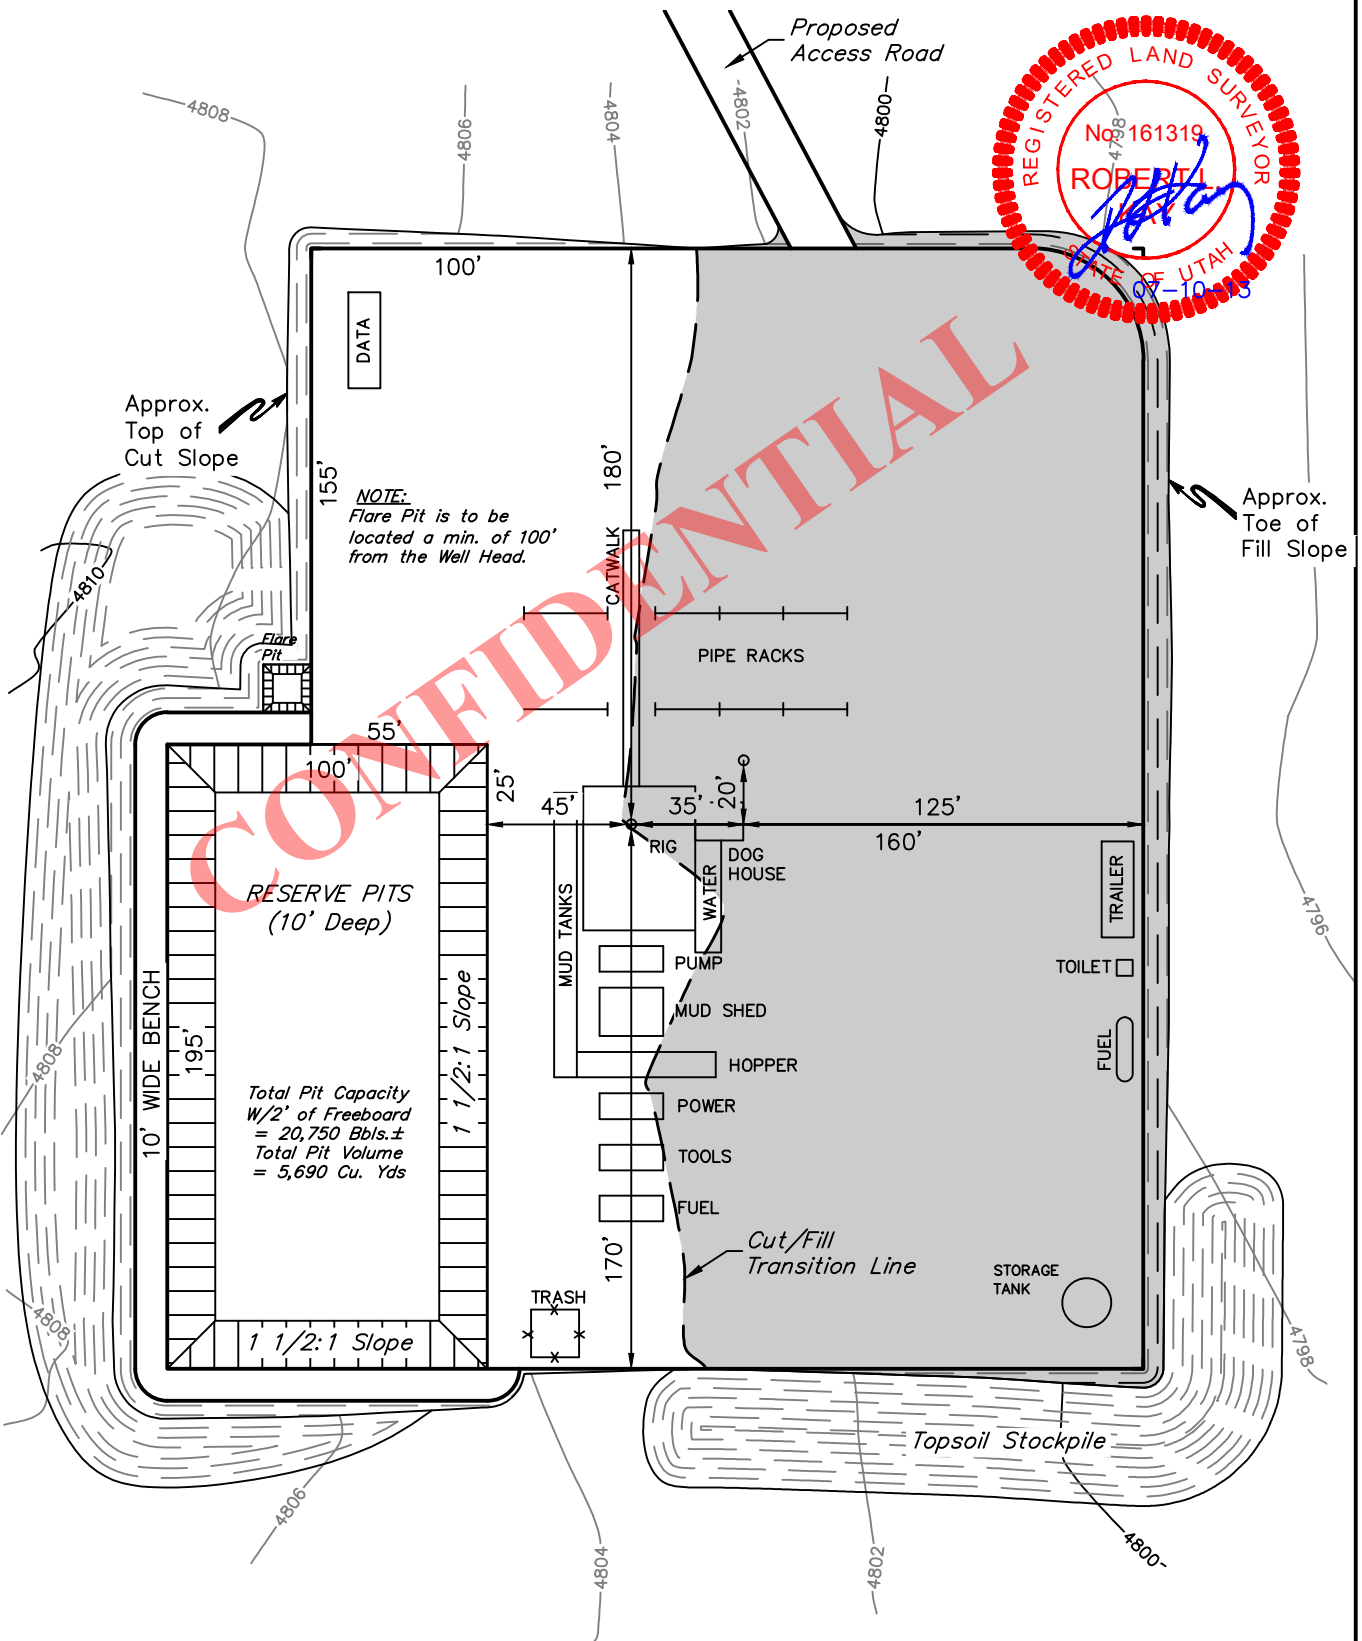 Proposed
Access Road
REGISTERED LAND SURVEYOR
No. 161319
ROBERT L.
KAY
STATE OF UTAH
07-10-13
4808
4806
4804
4802
4800
4798
100'
DATA
Approx.
Top of
Cut Slope
155'
180'
NOTE:
Flare Pit is to be
located a min. of 100'
from the Well Head.
Approx.
Toe of
Fill Slope
CATWALK
4810
Flare
Pit
PIPE RACKS
CONFIDENTIAL
55'
100'
25'
45'
35'
20'
125'
160'
RIG
DOG
HOUSE
WATER
TRAILER
RESERVE PITS
(10' Deep)
MUD TANKS
4796
PUMP
TOILET
10' WIDE BENCH
195'
1 1/2:1 Slope
MUD SHED
FUEL
4808
HOPPER
Total Pit Capacity
W/2' of Freeboard
= 20,750 Bbls.±
Total Pit Volume
= 5,690 Cu. Yds
POWER
TOOLS
FUEL
170'
Cut/Fill
Transition Line
STORAGE
TANK
TRASH
4808
1 1/2:1 Slope
4798
Topsoil Stockpile
4806
4804
4802
4800